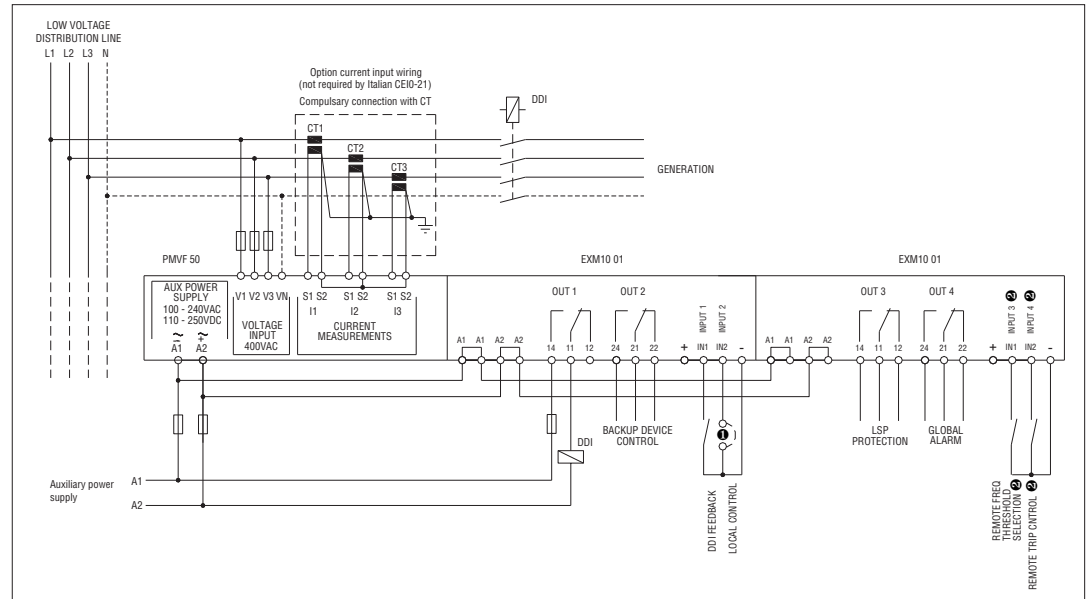 LOW VOLTAGE
DISTRIBUTION LINE
L1 L2 L3 N
Option current input wiring
(not required by Italian CEI0-21)
Compulsary connection with CT
DDI
CT1
CT2
CT3
GENERATION
PMVF 50
EXM10 01
EXM10 01
AUX POWER
SUPPLY
100 - 240VAC
110 - 250VDC
~ ~
- +
A1 A2
V1 V2 V3 VN
VOLTAGE
INPUT
400VAC
S1 S2 S1 S2 S1 S2
I1 I2 I3
CURRENT
MEASUREMENTS
OUT 1 OUT 2
INPUT 1
INPUT 2
A1 A1 A2 A2
14 11 12
24 21 22
+ IN1 IN2 -
OUT 3 OUT 4
INPUT 3 2
INPUT 4 2
A1 A1 A2 A2
14 11 12
24 21 22
+ IN1 IN2 -
BACKUP DEVICE
CONTROL
1 )
DDI
LSP
PROTECTION
GLOBAL
ALARM
DDI FEEDBACK
LOCAL CONTROL
REMOTE FREQ
THRESHOLD
SELECTION 2
REMOTE TRIP CNTROL 2
Auxiliary power
supply
A1
A2